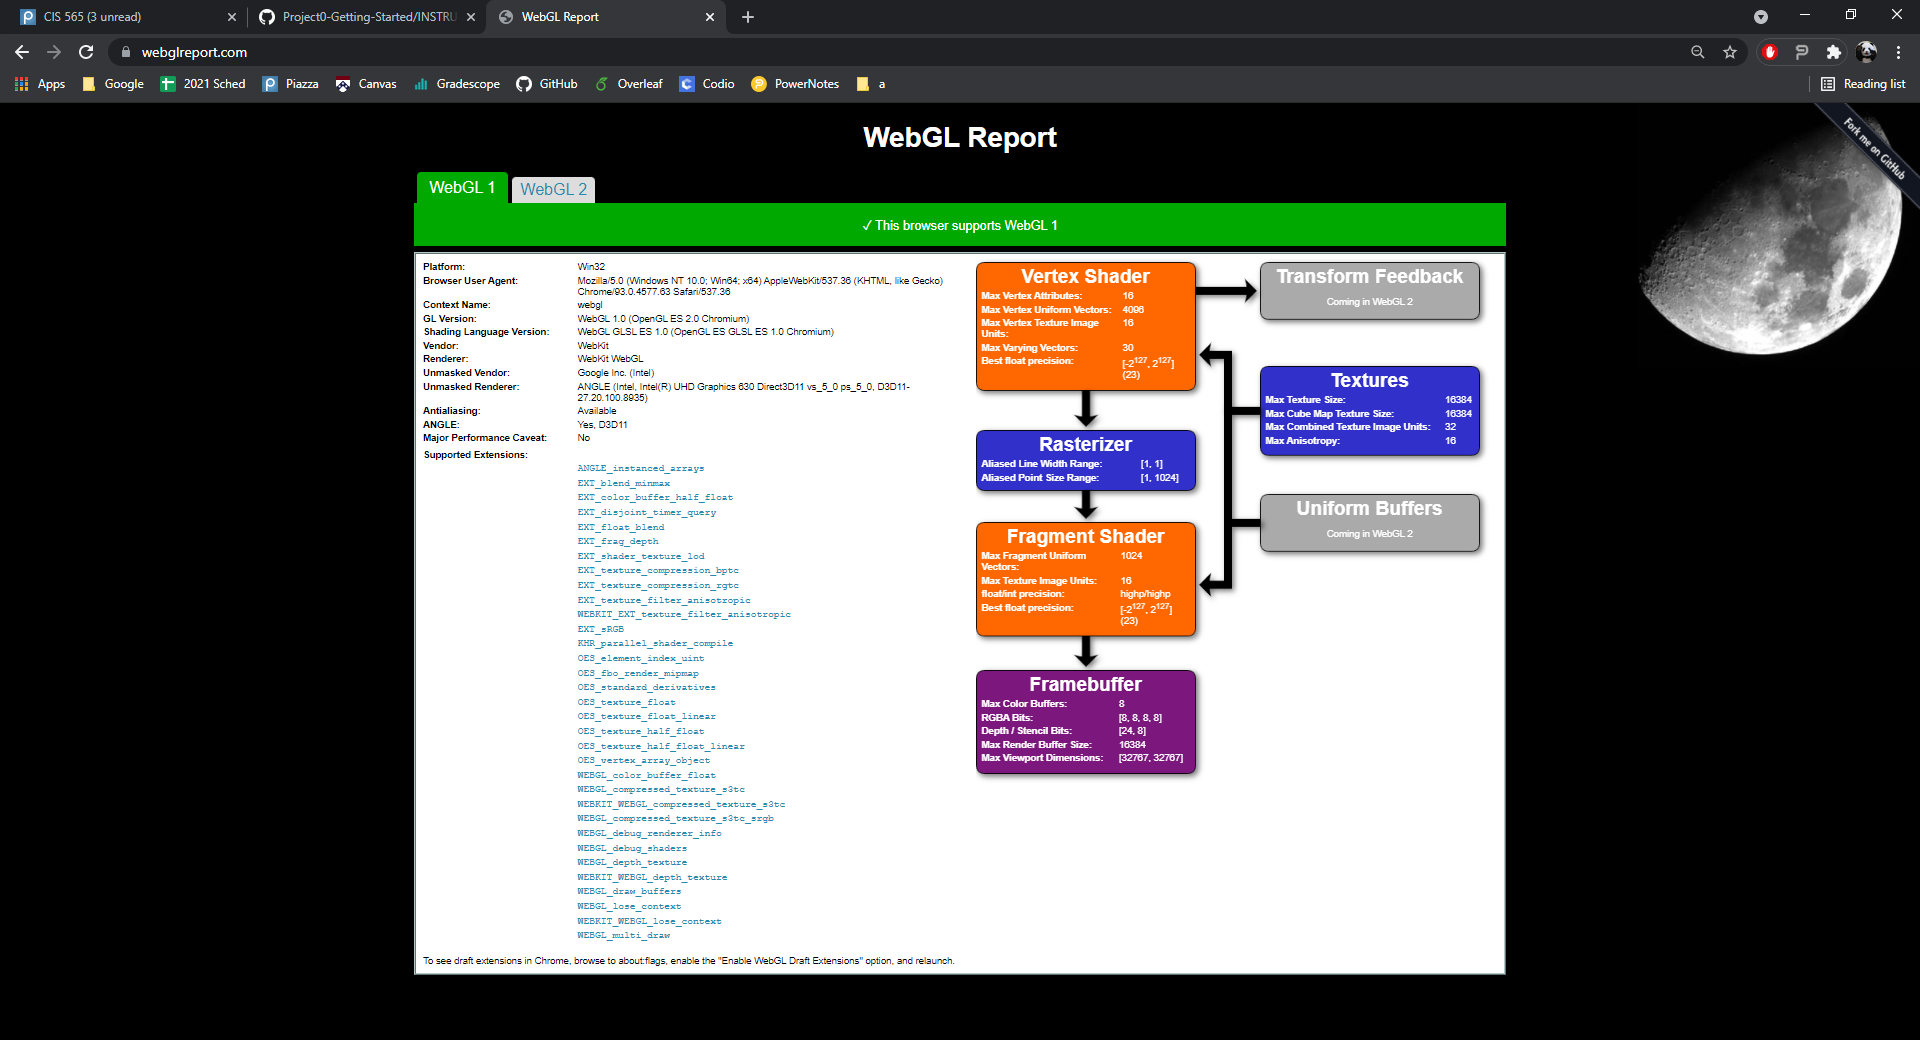 CIS 565 (3 unread)
Project0-Getting-Started/INSTRU
WebGL Report
webglreport.com
Apps
Google
2021 Sched
Piazza
Canvas
Gradescope
GitHub
Overleaf
Codio
PowerNotes
a
Reading list
Fork me on GitHub
WebGL Report
WebGL 1
WebGL 2
✓ This browser supports WebGL 1
Platform: Win32
Browser User Agent: Mozilla/5.0 (Windows NT 10.0; Win64; x64) AppleWebKit/537.36 (KHTML, like Gecko)
Chrome/93.0.4577.63 Safari/537.36
Context Name: webgl
GL Version: WebGL 1.0 (OpenGL ES 2.0 Chromium)
Shading Language Version: WebGL GLSL ES 1.0 (OpenGL ES GLSL ES 1.0 Chromium)
Vendor: WebKit
Renderer: WebKit WebGL
Unmasked Vendor: Google Inc. (Intel)
Unmasked Renderer: ANGLE (Intel, Intel(R) UHD Graphics 630 Direct3D11 vs_5_0 ps_5_0, D3D11-
27.20.100.8935)
Antialiasing: Available
ANGLE: Yes, D3D11
Major Performance Caveat: No
Supported Extensions:
ANGLE_instanced_arrays
EXT_blend_minmax
EXT_color_buffer_half_float
EXT_disjoint_timer_query
EXT_float_blend
EXT_frag_depth
EXT_shader_texture_lod
EXT_texture_compression_bptc
EXT_texture_compression_rgtc
EXT_texture_filter_anisotropic
WEBKIT_EXT_texture_filter_anisotropic
EXT_sRGB
KHR_parallel_shader_compile
OES_element_index_uint
OES_fbo_render_mipmap
OES_standard_derivatives
OES_texture_float
OES_texture_float_linear
OES_texture_half_float
OES_texture_half_float_linear
OES_vertex_array_object
WEBGL_color_buffer_float
WEBGL_compressed_texture_s3tc
WEBKIT_WEBGL_compressed_texture_s3tc
WEBGL_compressed_texture_s3tc_srgb
WEBGL_debug_renderer_info
WEBGL_debug_shaders
WEBGL_depth_texture
WEBKIT_WEBGL_depth_texture
WEBGL_draw_buffers
WEBGL_lose_context
WEBKIT_WEBGL_lose_context
WEBGL_multi_draw
To see draft extensions in Chrome, browse to about:flags, enable the "Enable WebGL Draft Extensions" option, and relaunch.
Vertex Shader
Max Vertex Attributes: 16
Max Vertex Uniform Vectors: 4096
Max Vertex Texture Image 16
Units:
Max Varying Vectors: 30
Best float precision: [-2¹²⁷, 2¹²⁷]
(23)
Transform Feedback
Coming in WebGL 2
Rasterizer
Aliased Line Width Range: [1, 1]
Aliased Point Size Range: [1, 1024]
Textures
Max Texture Size: 16384
Max Cube Map Texture Size: 16384
Max Combined Texture Image Units: 32
Max Anisotropy: 16
Fragment Shader
Max Fragment Uniform 1024
Vectors:
Max Texture Image Units: 16
float/int precision: highp/highp
Best float precision: [-2¹²⁷, 2¹²⁷]
(23)
Uniform Buffers
Coming in WebGL 2
Framebuffer
Max Color Buffers: 8
RGBA Bits: [8, 8, 8, 8]
Depth / Stencil Bits: [24, 8]
Max Render Buffer Size: 16384
Max Viewport Dimensions: [32767, 32767]